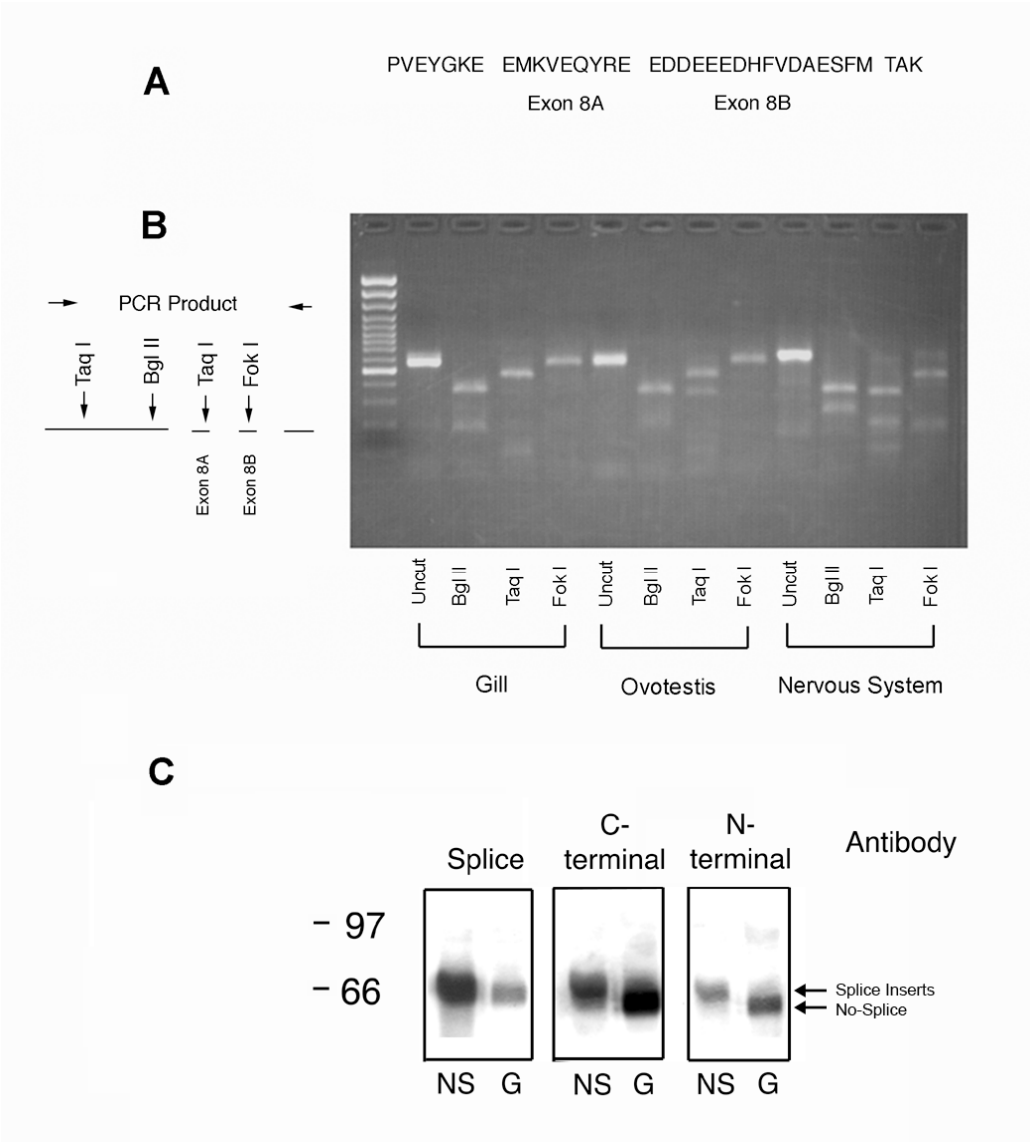 A
PVEYGKE EMKVEQYRE EDDEEEDHFVDAESFM TAK
Exon 8A Exon 8B
B
PCR Product
Taq I Bgl II Taq I Fok I
Exon 8A Exon 8B
Uncut Bgl II Taq I Fok I Uncut Bgl II Taq I Fok I Uncut Bgl II Taq I Fok I
Gill Ovotestis Nervous System
C
Splice C-terminal N-terminal Antibody
- 97
- 66
Splice Inserts
No-Splice
NS G NS G NS G